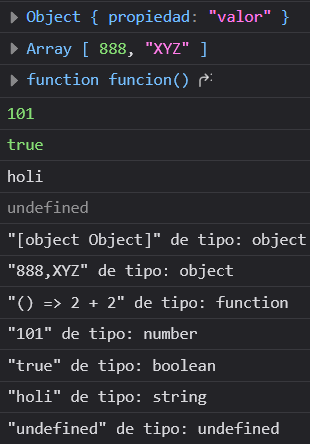 Object { propiedad: "valor" }
Array [ 888, "XYZ" ]
function funcion()
101
true
holi
undefined
"[object Object]" de tipo: object
"888,XYZ" de tipo: object
"() => 2 + 2" de tipo: function
"101" de tipo: number
"true" de tipo: boolean
"holi" de tipo: string
"undefined" de tipo: undefined